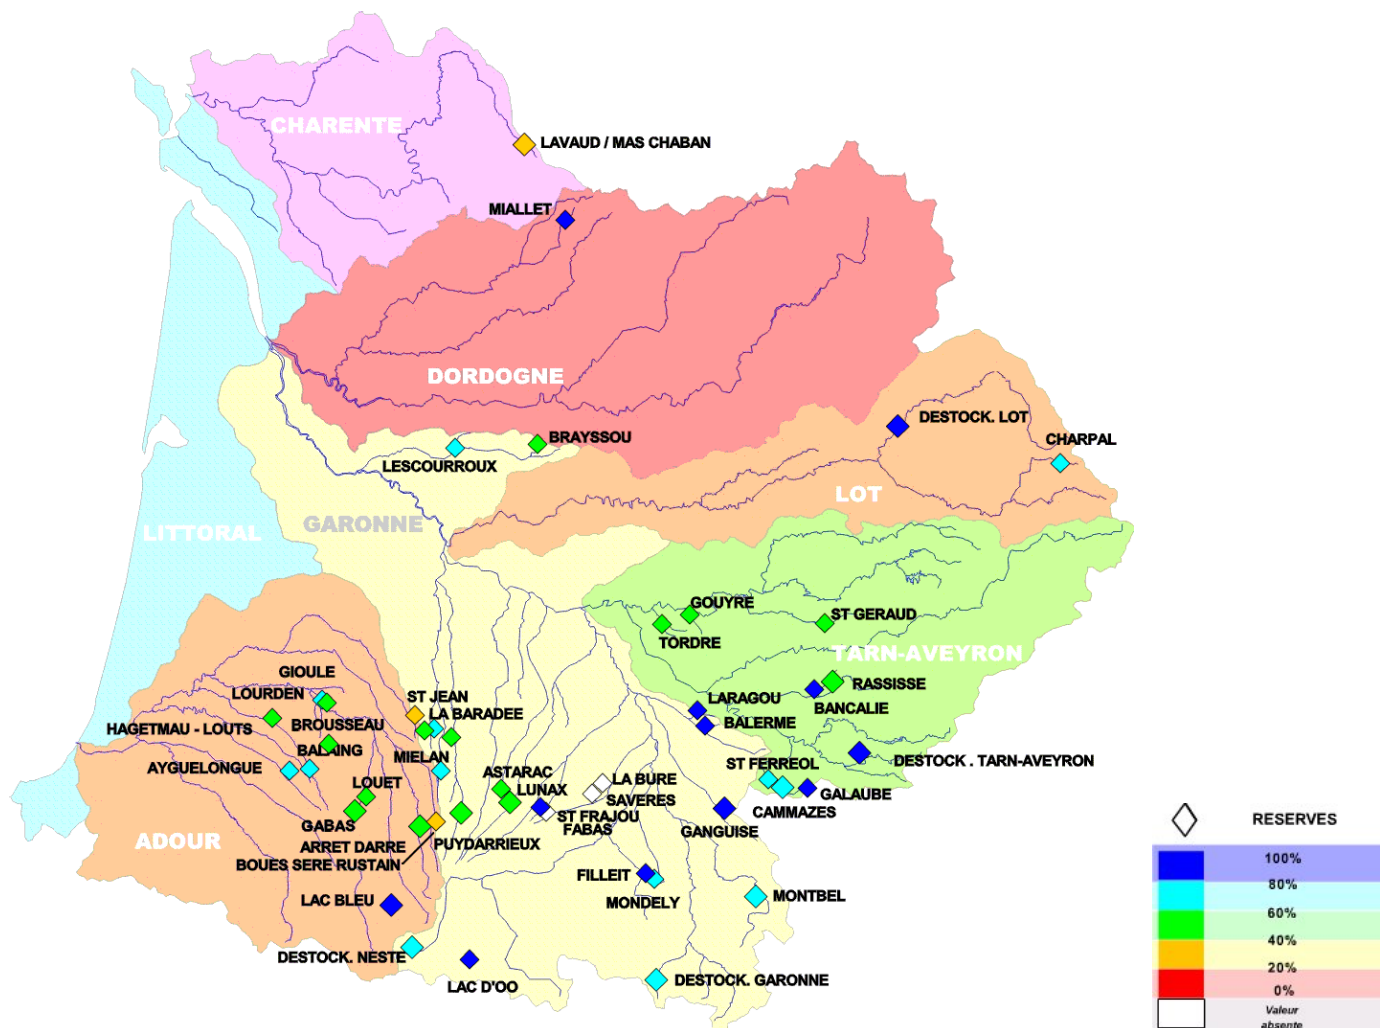 CHARENTE
LAVAUD / MAS CHABAN
MIALLET
DORDOGNE
DESTOCK. LOT
BRAYSSOU
CHARPAL
LESCOURROUX
LOT
GARONNE
LITTORAL
GOUYRE
ST GERAUD
TORDRE
TARN-AVEYRON
GIOULE
RASSISSE
LOURDEN
ST JEAN
LARAGOU
BANCALIE
LA BARADEE
HAGETMAU - LOUTS
BROUSSEAU
BALERME
BALAING
MIELAN
DESTOCK . TARN-AVEYRON
AYGUELONGUE
ST FERREOL
ASTARAC
LOUET
LUNAX
LA BURE
GALAUBE
SAVERES
CAMMAZES
ST FRAJOU
GABAS
FABAS
GANGUISE
ADOUR
ARRET DARRE
PUYDARRIEUX
BOUES SERE RUSTAIN
FILLEIT
MONTBEL
LAC BLEU
MONDELY
DESTOCK. NESTE
DESTOCK. GARONNE
LAC D'OO
RESERVES
100%
80%
60%
40%
20%
0%
Valeur
absente